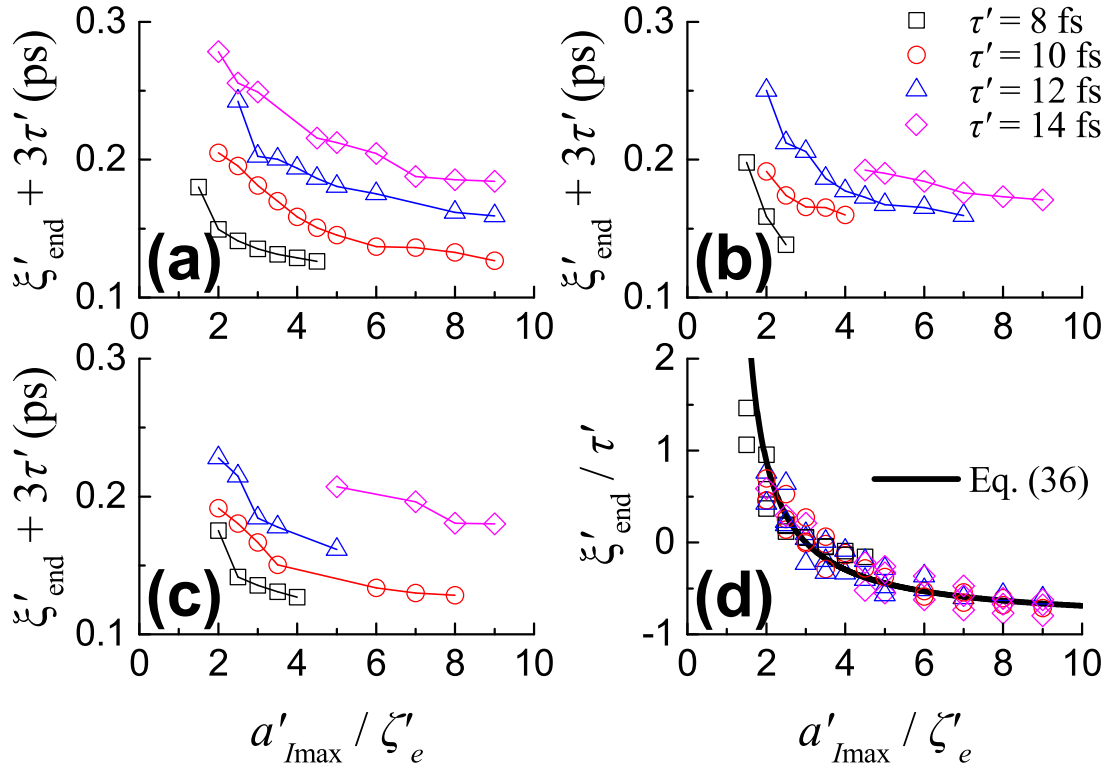 0.3
0.2
0.1
ξ′end + 3τ′ (ps)
(a)
0 2 4 6 8 10
0.3
0.2
0.1
ξ′end + 3τ′ (ps)
(b)
0 2 4 6 8 10
τ′ = 8 fs
τ′ = 10 fs
τ′ = 12 fs
τ′ = 14 fs
0.3
0.2
0.1
ξ′end + 3τ′ (ps)
(c)
0 2 4 6 8 10
a′Imax / ζ′e
2
1
0
-1
ξ′end / τ′
Eq. (36)
(d)
0 2 4 6 8 10
a′Imax / ζ′e